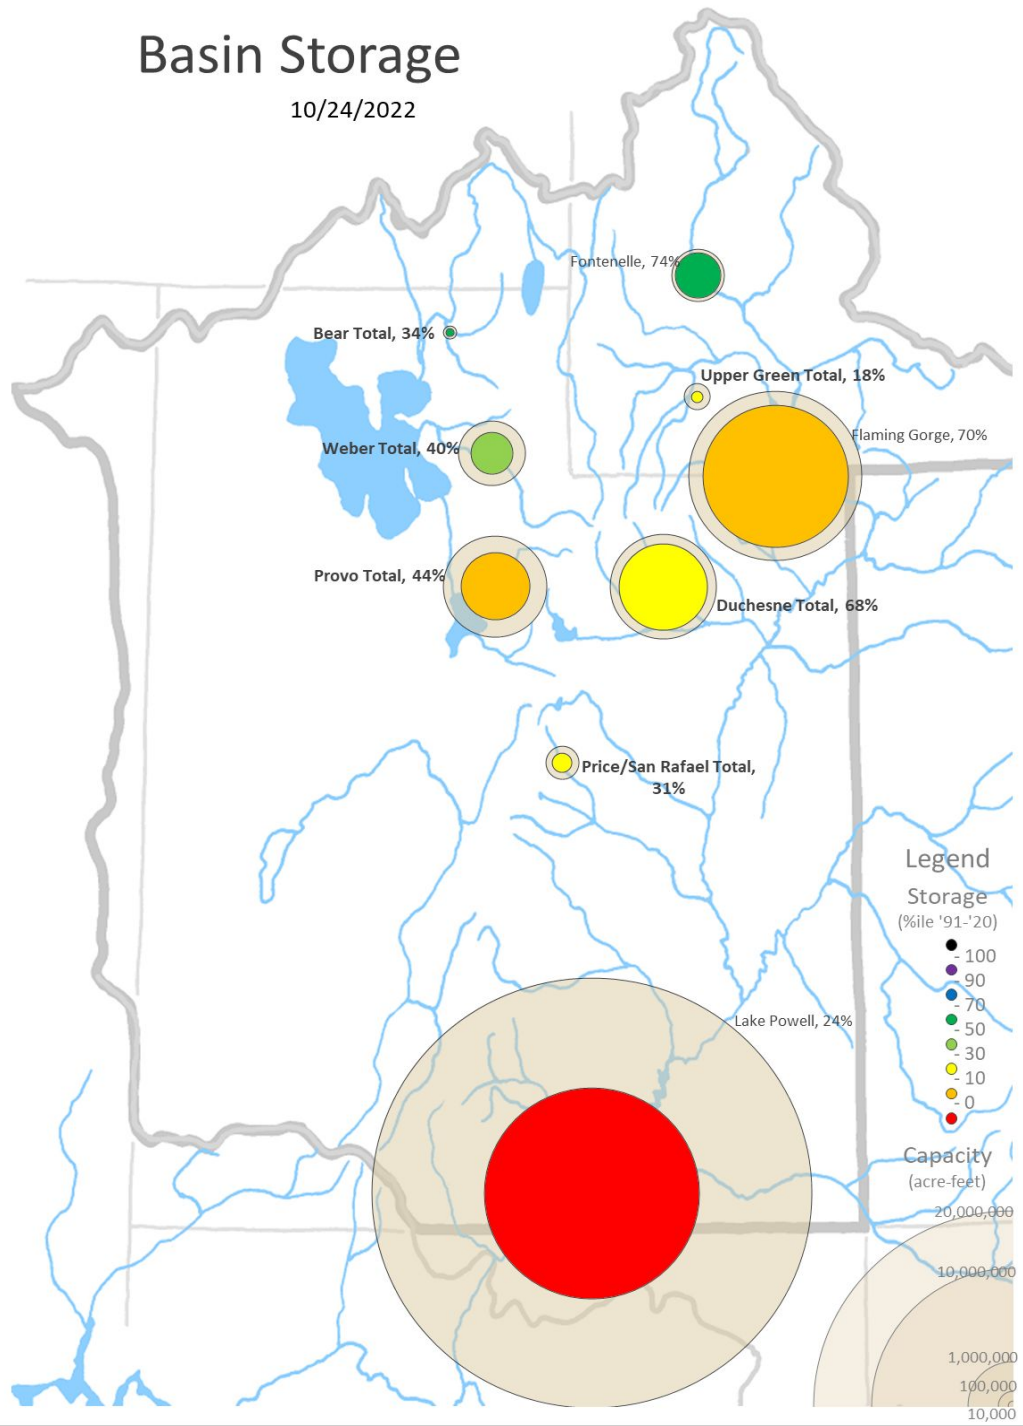 Basin Storage
10/24/2022
Fontenelle, 74%
Bear Total, 34%
Upper Green Total, 18%
Flaming Gorge, 70%
Weber Total, 40%
Provo Total, 44%
Duchesne Total, 68%
Price/San Rafael Total,
31%
Lake Powell, 24%
Legend
Storage
(%ile '91-'20)
- 100
- 90
- 70
- 50
- 30
- 10
- 0
Capacity
(acre-feet)
20,000,000
10,000,000
1,000,000
100,000
10,000